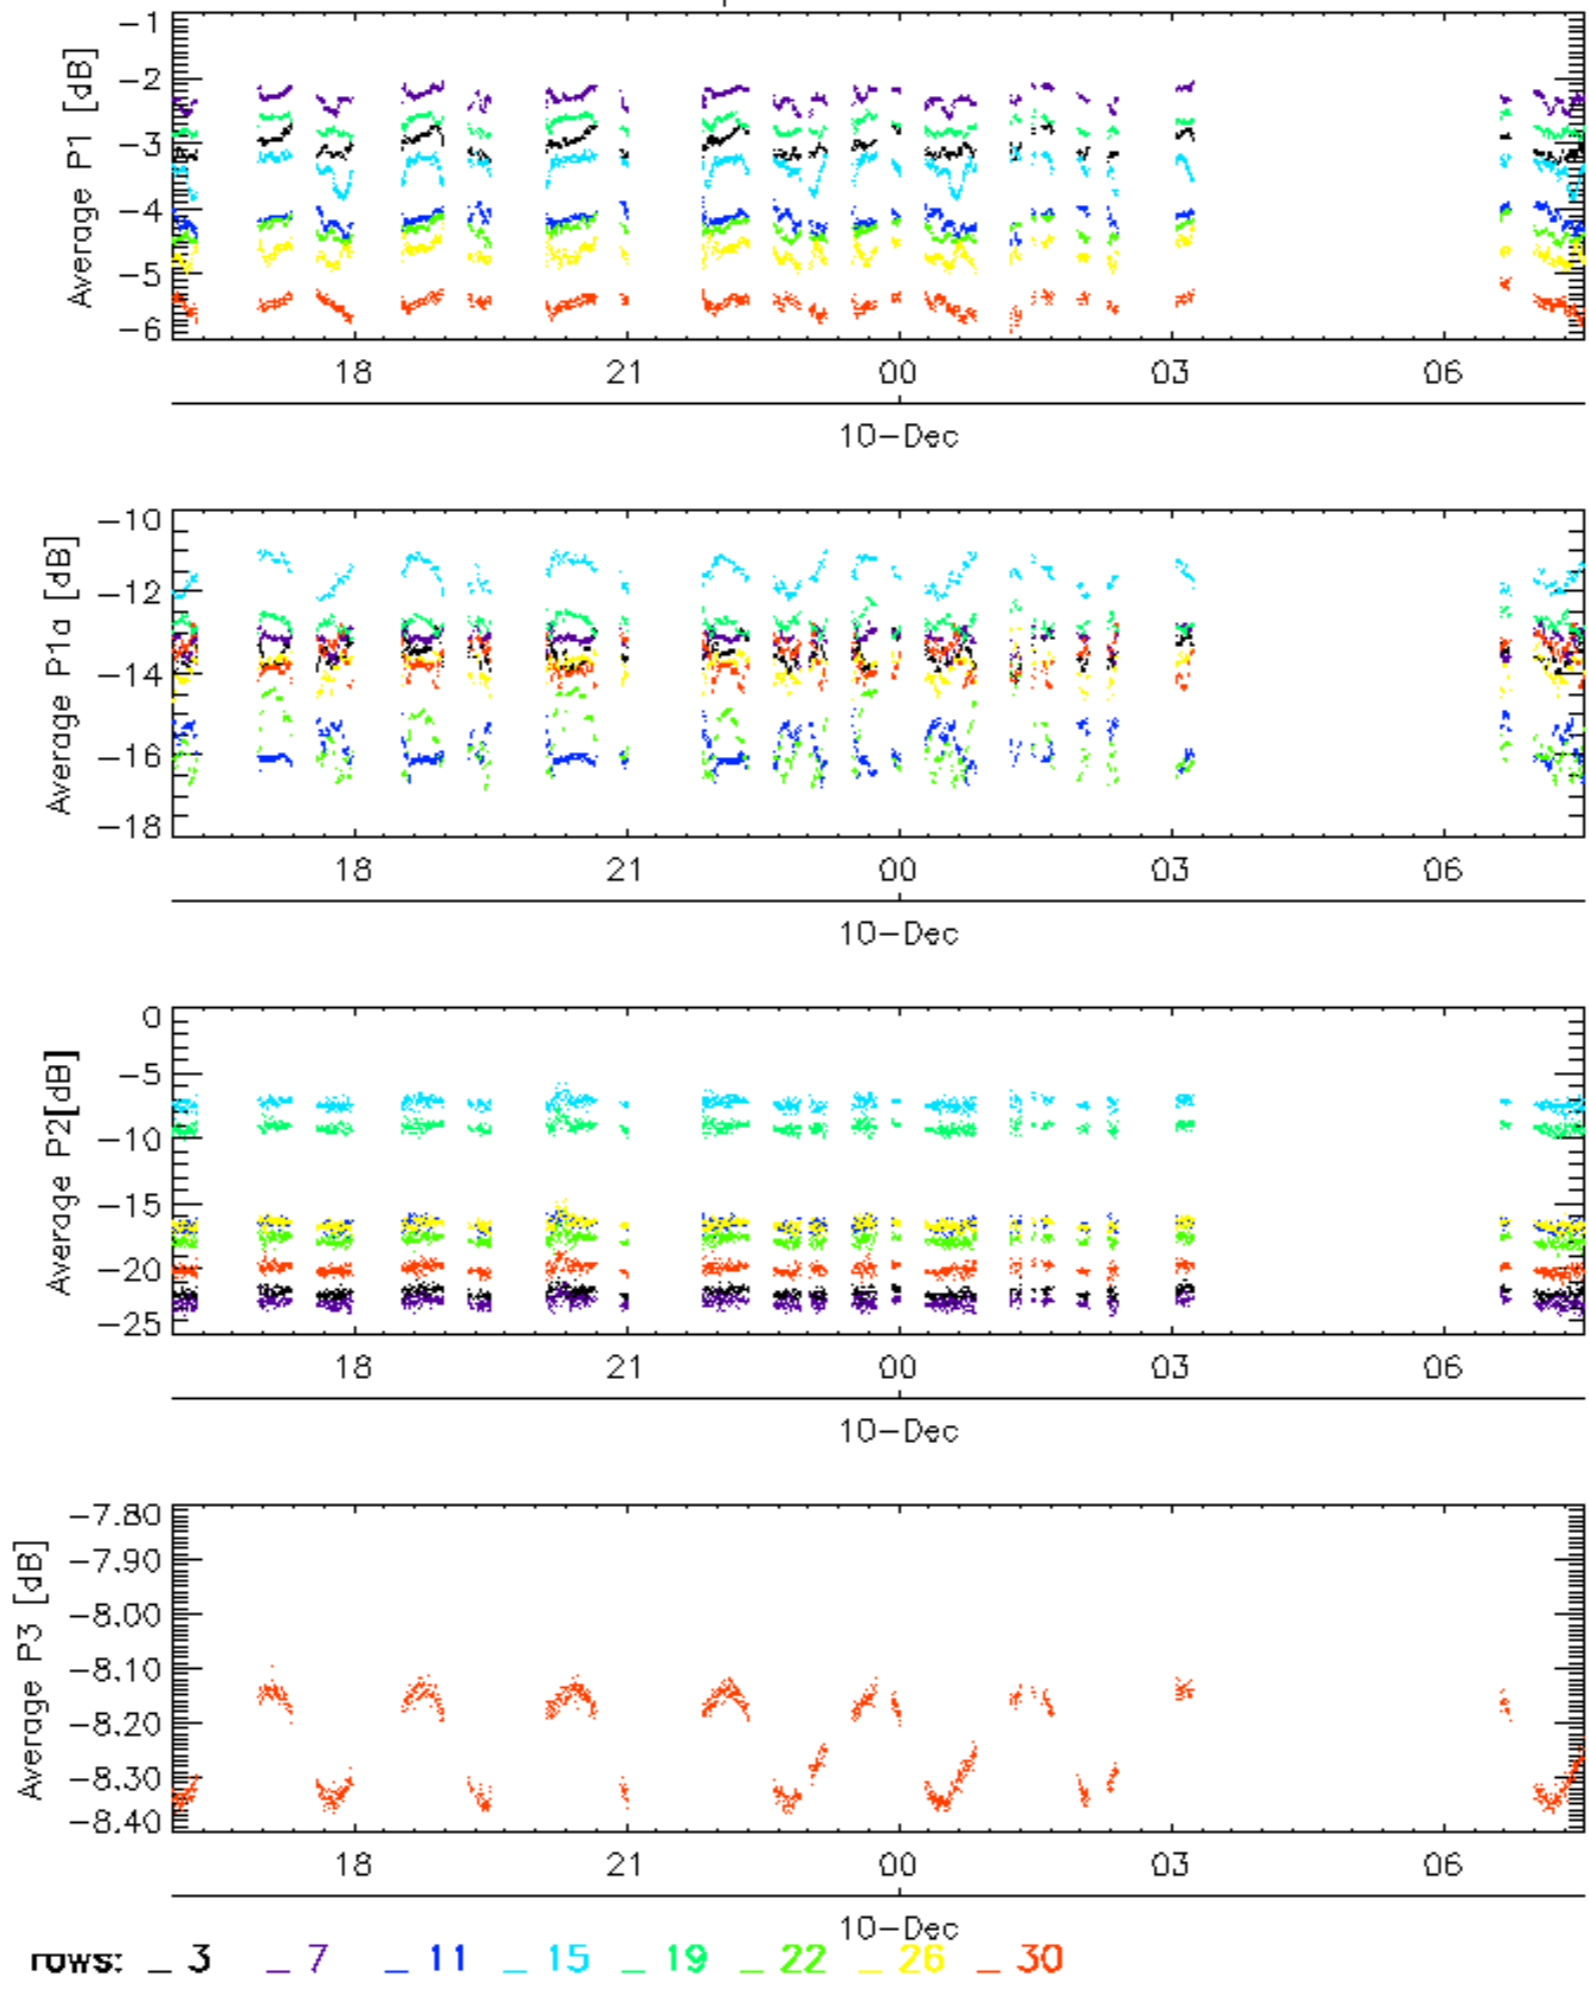 Average P1 [dB]
−1
−2
−3
−4
−5
−6
18 21 00 03 06
10−Dec
Average P1a [dB]
−10
−12
−14
−16
−18
18 21 00 03 06
10−Dec
Average P2[dB]
0
−5
−10
−15
−20
−25
18 21 00 03 06
10−Dec
Average P3 [dB]
−7.80
−7.90
−8.00
−8.10
−8.20
−8.30
−8.40
18 21 00 03 06
10−Dec
rows: _ 3 _ 7 _ 11 _ 15 _ 19 _ 22 _ 26 _ 30